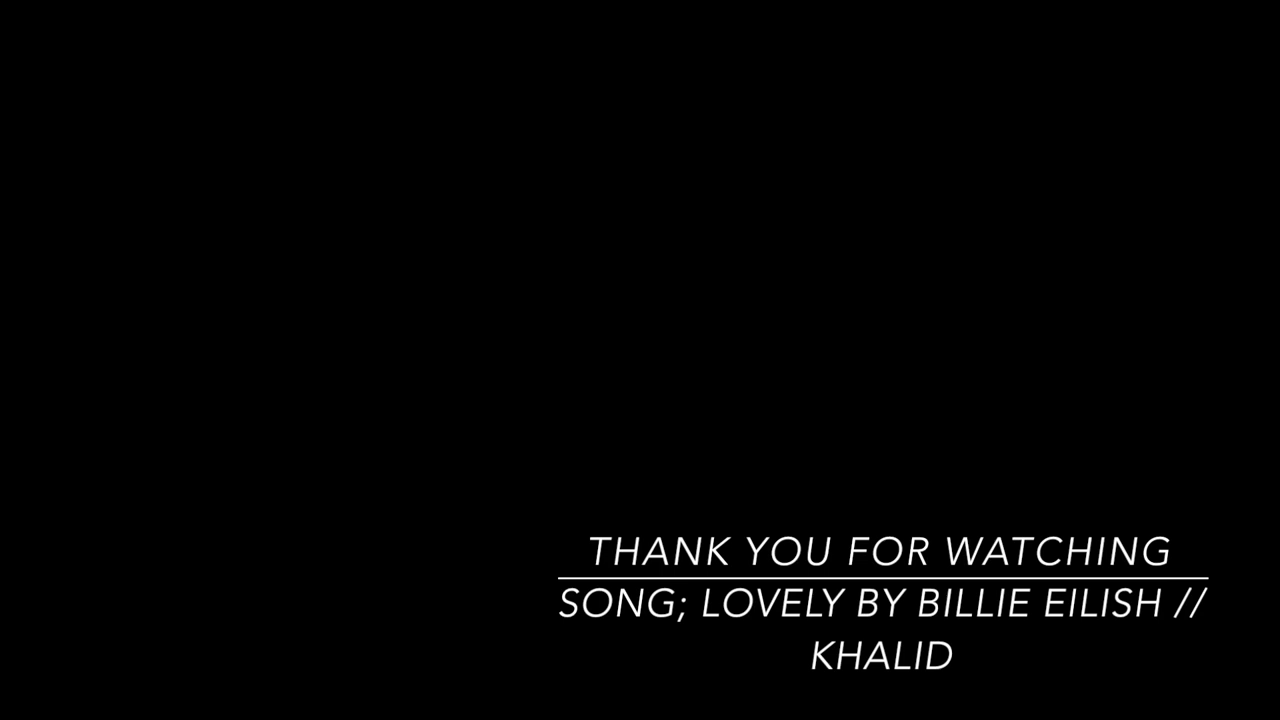 THANK YOU FOR WATCHING
SONG; LOVELY BY BILLIE EILISH //
KHALID